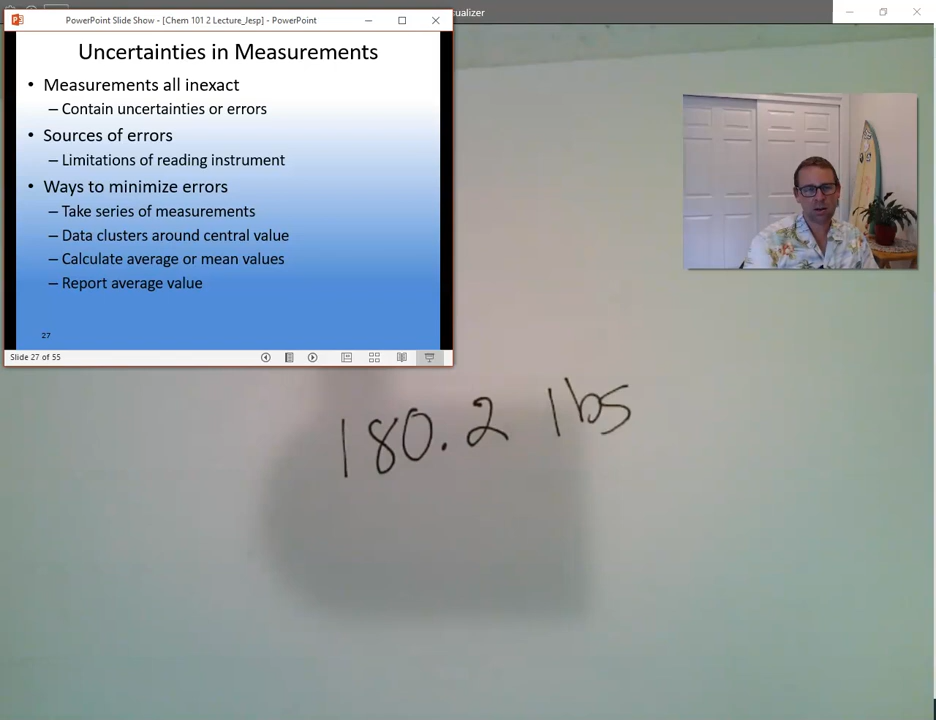 PowerPoint Slide Show - [Chem 101 2 Lecture_Jesp] - PowerPoint
ualizer
Uncertainties in Measurements
• Measurements all inexact
– Contain uncertainties or errors
• Sources of errors
– Limitations of reading instrument
• Ways to minimize errors
– Take series of measurements
– Data clusters around central value
– Calculate average or mean values
– Report average value
27
Slide 27 of 55
180.2 lbs